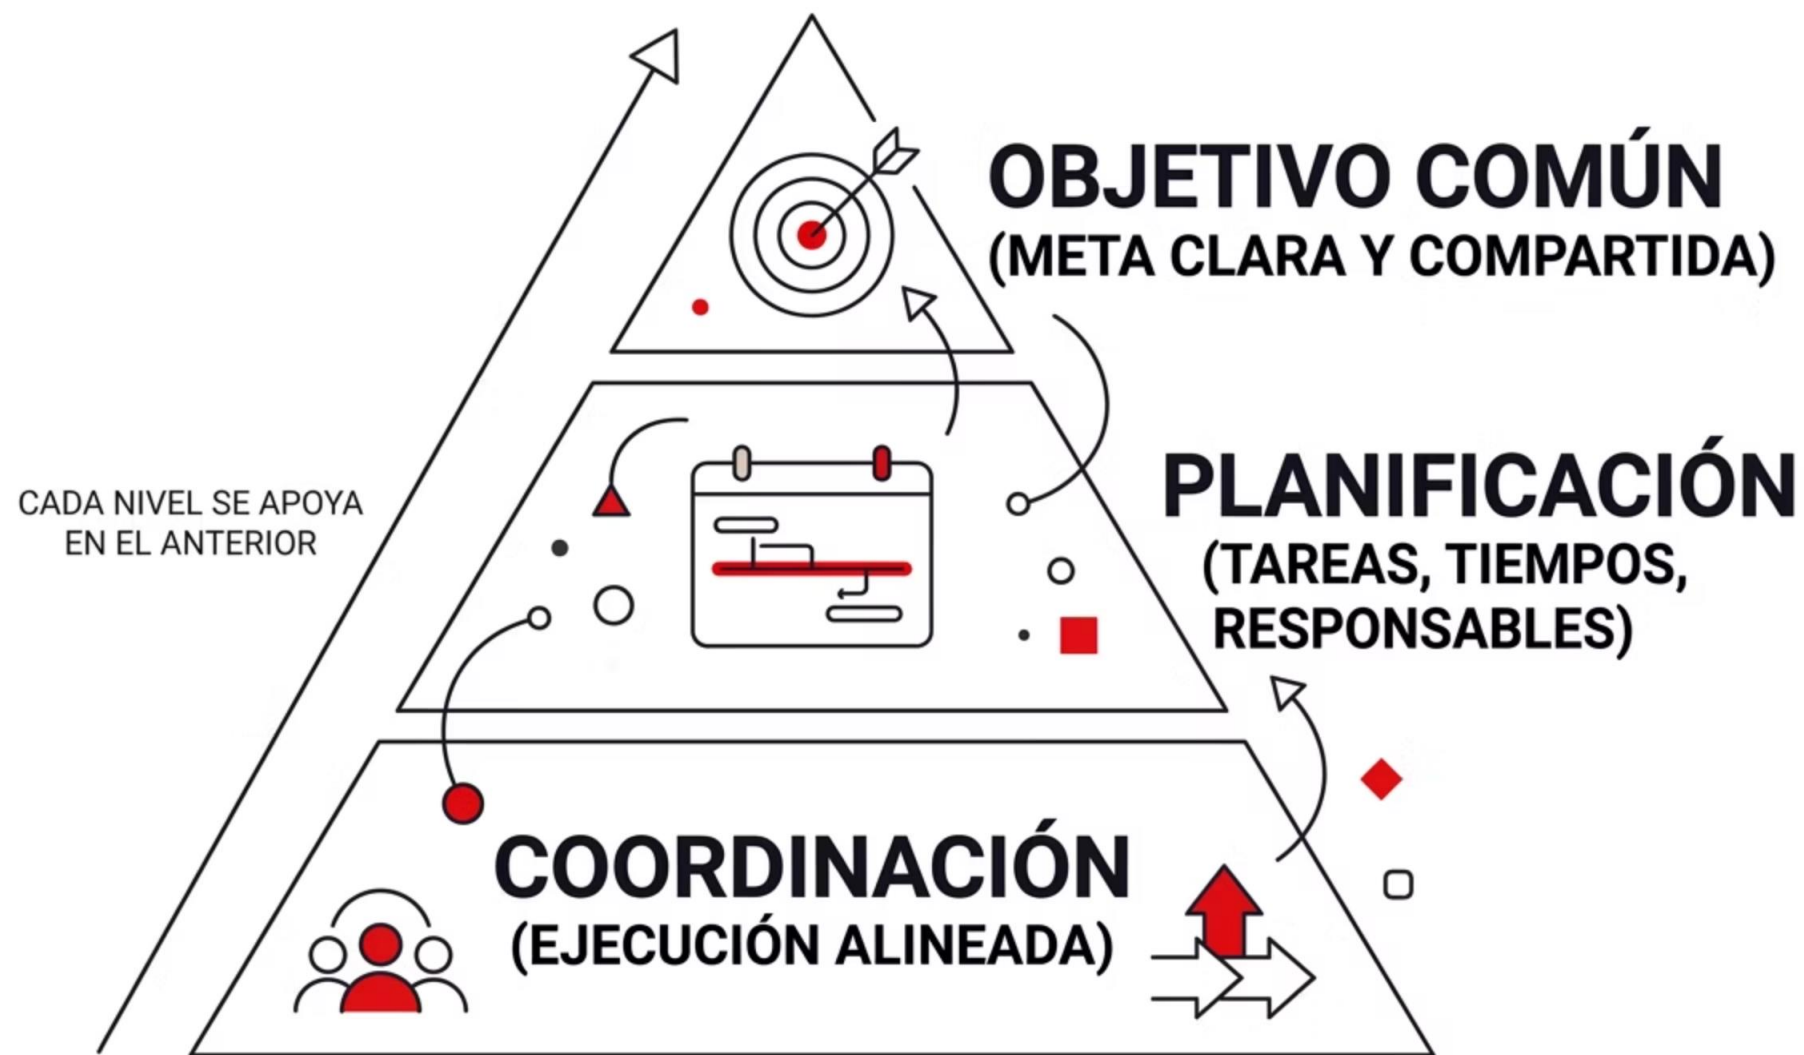 OBJETIVO COMÚN
(META CLARA Y COMPARTIDA)
CADA NIVEL SE APOYA
EN EL ANTERIOR
PLANIFICACIÓN
(TAREAS, TIEMPOS,
RESPONSABLES)
COORDINACIÓN
(EJECUCIÓN ALINEADA)